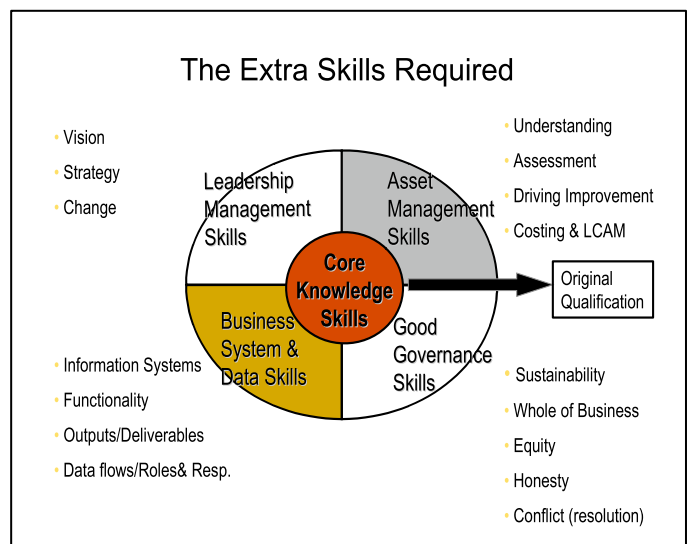 The Extra Skills Required
• Vision
• Strategy
• Change
• Understanding
• Assessment
• Driving Improvement
• Costing & LCAM
Leadership
Management
Skills
Asset
Management
Skills
Core
Knowledge
Skills
Original
Qualification
Business
System &
Data Skills
Good
Governance
Skills
• Information Systems
• Functionality
• Outputs/Deliverables
• Data flows/Roles& Resp.
• Sustainability
• Whole of Business
• Equity
• Honesty
• Conflict (resolution)